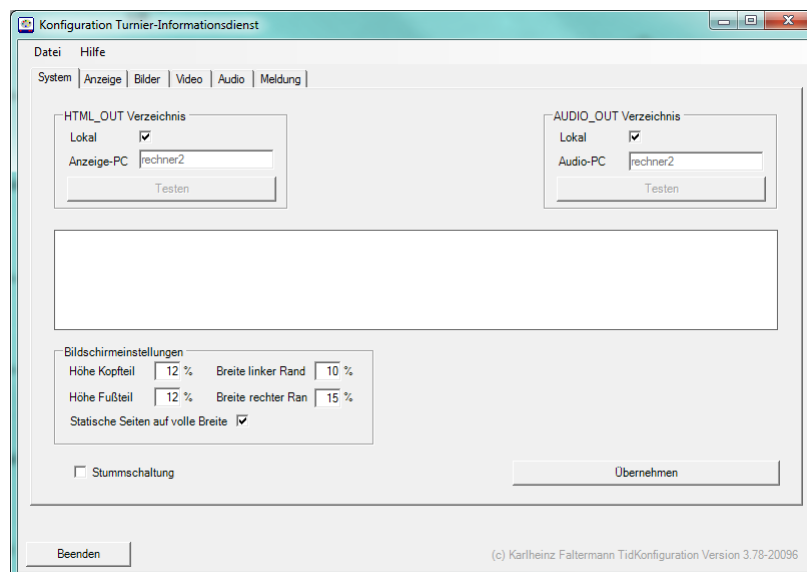 Konfiguration Turnier-Informationsdienst
Datei Hilfe
System Anzeige Bilder Video Audio Meldung
HTML_OUT Verzeichnis
Lokal
Anzeige-PC rechner2
Testen
AUDIO_OUT Verzeichnis
Lokal
Audio-PC rechner2
Testen
Bildschirmeinstellungen
Höhe Kopfteil 12 % Breite linker Rand 10 %
Höhe Fußteil 12 % Breite rechter Ran 15 %
Statische Seiten auf volle Breite
Stummschaltung
Übernehmen
Beenden
(c) Karlheinz Faltermann TidKonfiguration Version 3.78-20096